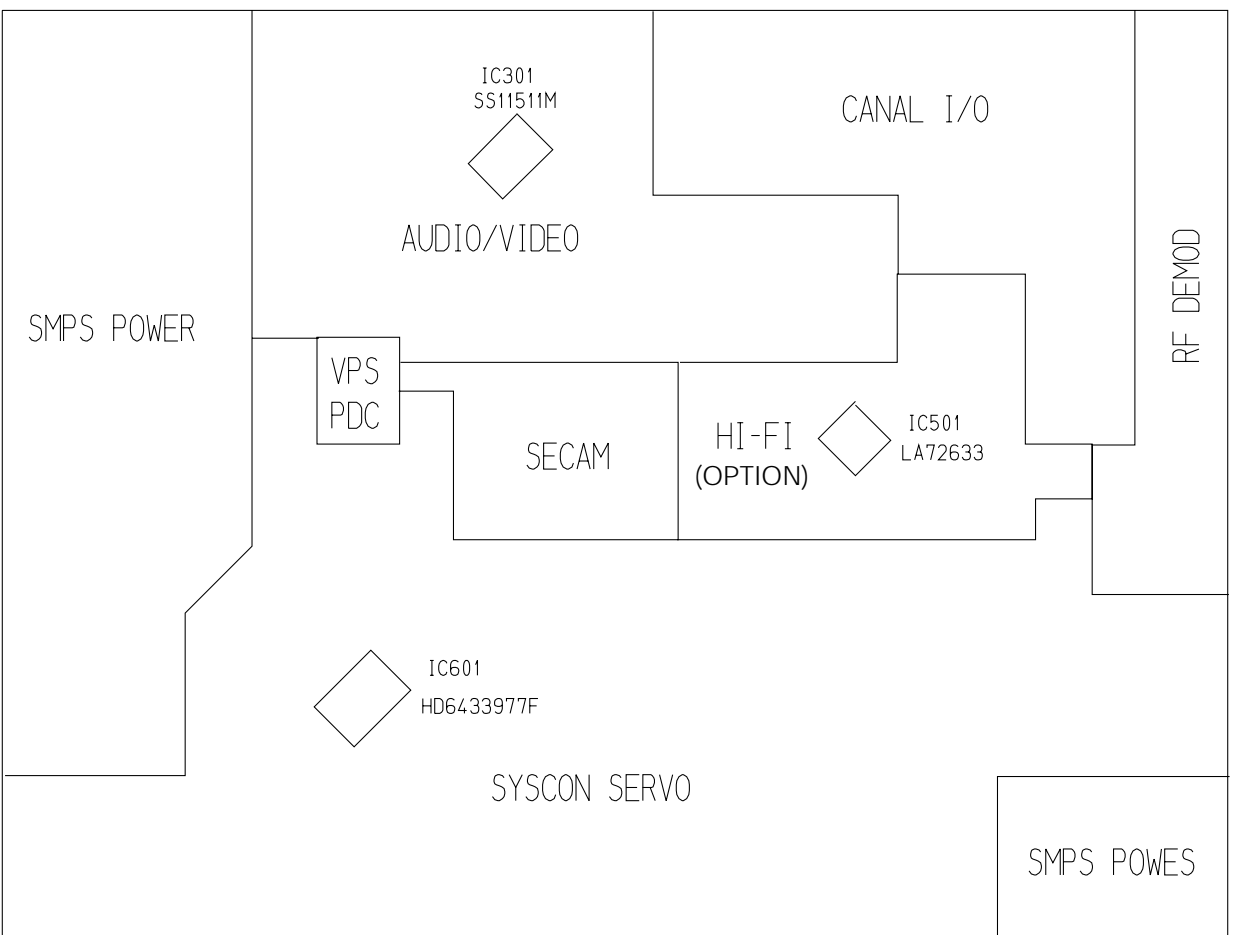 IC301
SS11511M
CANAL I/O
AUDIO/VIDEO
RF DEMOD
SMPS POWER
VPS
PDC
SECAM
HI-FI
(OPTION)
IC501
LA72633
IC601
HD6433977F
SYSCON SERVO
SMPS POWES